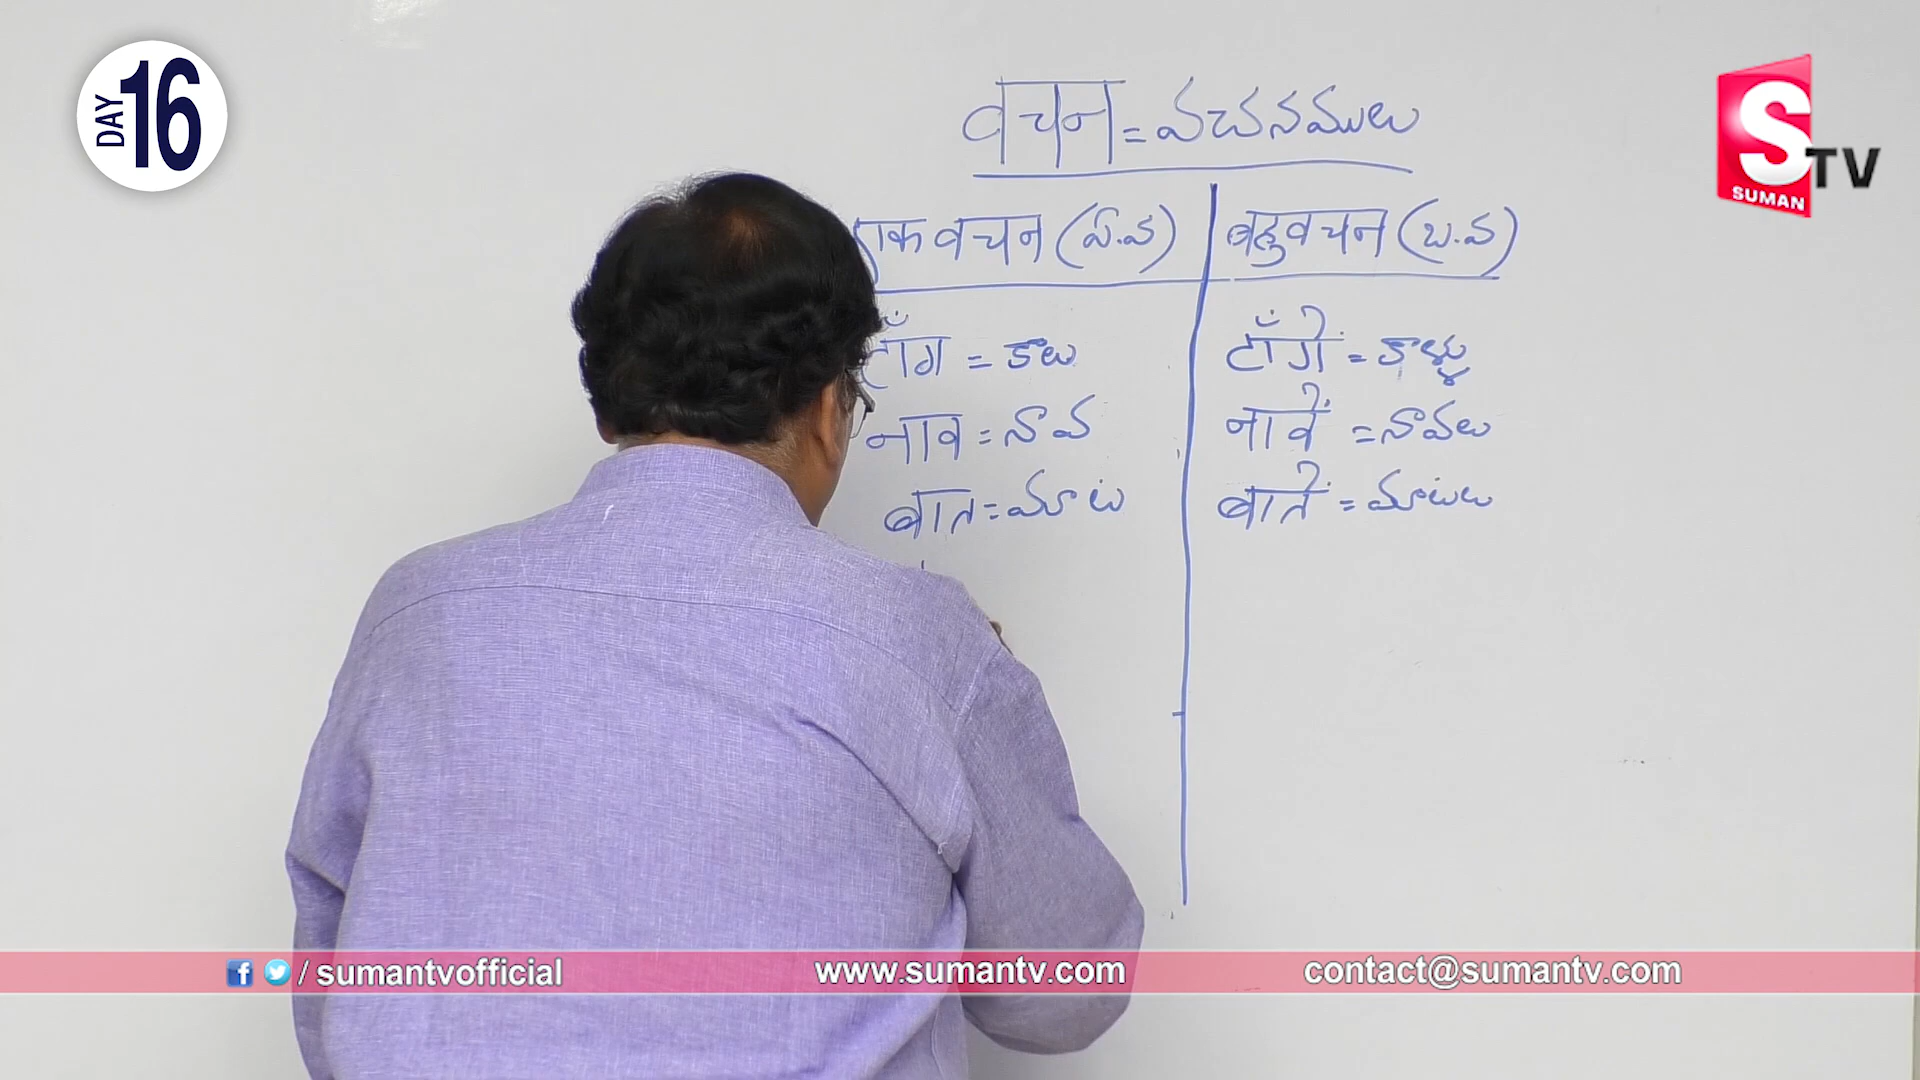 DAY 16
S TV
SUMAN
वचन = వచనములు
एकवचन (ఏ.వ) बहुवचन (బ.వ)
टाँग = కాలు टाँगें = కాళ్ళు
नाव = నావ नावें = నావలు
बात = మాట बातें = మాటలు
/ sumantvofficial www.sumantv.com contact@sumantv.com